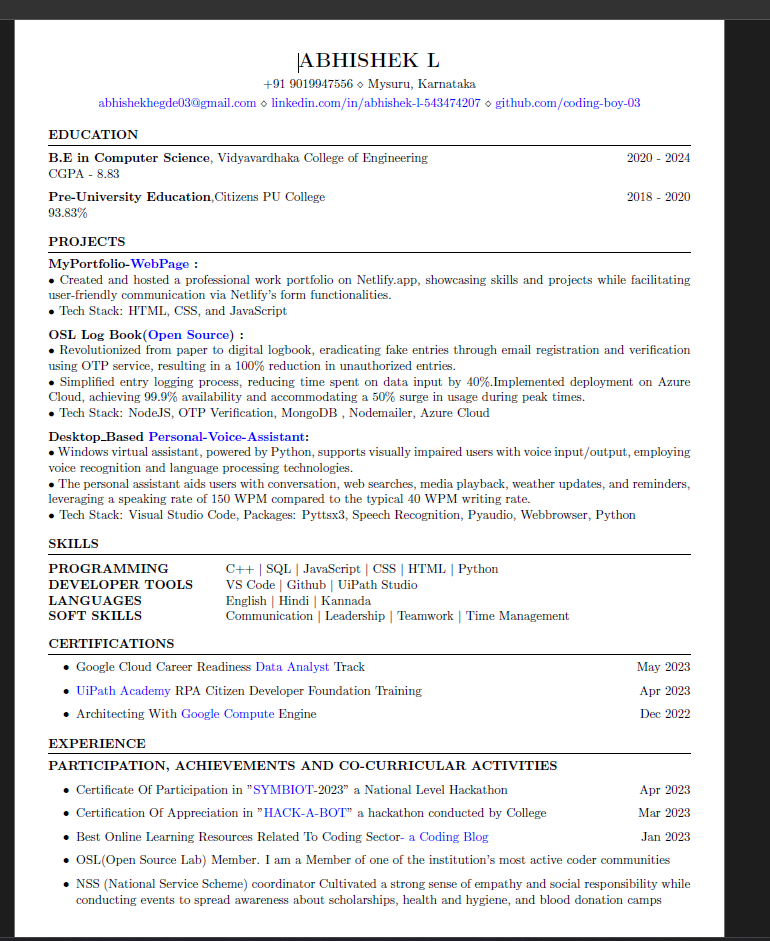 ABHISHEK L
+91 9019947556 ⋄ Mysuru, Karnataka
abhishekhegde03@gmail.com ⋄ linkedin.com/in/abhishek-l-543474207 ⋄ github.com/coding-boy-03
EDUCATION
B.E in Computer Science, Vidyavardhaka College of Engineering 2020 - 2024
CGPA - 8.83
Pre-University Education,Citizens PU College 2018 - 2020
93.83%
PROJECTS
MyPortfolio-WebPage :
• Created and hosted a professional work portfolio on Netlify.app, showcasing skills and projects while facilitating
user-friendly communication via Netlify's form functionalities.
• Tech Stack: HTML, CSS, and JavaScript
OSL Log Book(Open Source) :
• Revolutionized from paper to digital logbook, eradicating fake entries through email registration and verification
using OTP service, resulting in a 100% reduction in unauthorized entries.
• Simplified entry logging process, reducing time spent on data input by 40%.Implemented deployment on Azure
Cloud, achieving 99.9% availability and accommodating a 50% surge in usage during peak times.
• Tech Stack: NodeJS, OTP Verification, MongoDB , Nodemailer, Azure Cloud
Desktop_Based Personal-Voice-Assistant:
• Windows virtual assistant, powered by Python, supports visually impaired users with voice input/output, employing
voice recognition and language processing technologies.
• The personal assistant aids users with conversation, web searches, media playback, weather updates, and reminders,
leveraging a speaking rate of 150 WPM compared to the typical 40 WPM writing rate.
• Tech Stack: Visual Studio Code, Packages: Pyttsx3, Speech Recognition, Pyaudio, Webbrowser, Python
SKILLS
PROGRAMMING C++ | SQL | JavaScript | CSS | HTML | Python
DEVELOPER TOOLS VS Code | Github | UiPath Studio
LANGUAGES English | Hindi | Kannada
SOFT SKILLS Communication | Leadership | Teamwork | Time Management
CERTIFICATIONS
• Google Cloud Career Readiness Data Analyst Track May 2023
• UiPath Academy RPA Citizen Developer Foundation Training Apr 2023
• Architecting With Google Compute Engine Dec 2022
EXPERIENCE
PARTICIPATION, ACHIEVEMENTS AND CO-CURRICULAR ACTIVITIES
• Certificate Of Participation in "SYMBIOT-2023" a National Level Hackathon Apr 2023
• Certification Of Appreciation in "HACK-A-BOT" a hackathon conducted by College Mar 2023
• Best Online Learning Resources Related To Coding Sector- a Coding Blog Jan 2023
• OSL(Open Source Lab) Member. I am a Member of one of the institution's most active coder communities
• NSS (National Service Scheme) coordinator Cultivated a strong sense of empathy and social responsibility while
conducting events to spread awareness about scholarships, health and hygiene, and blood donation camps